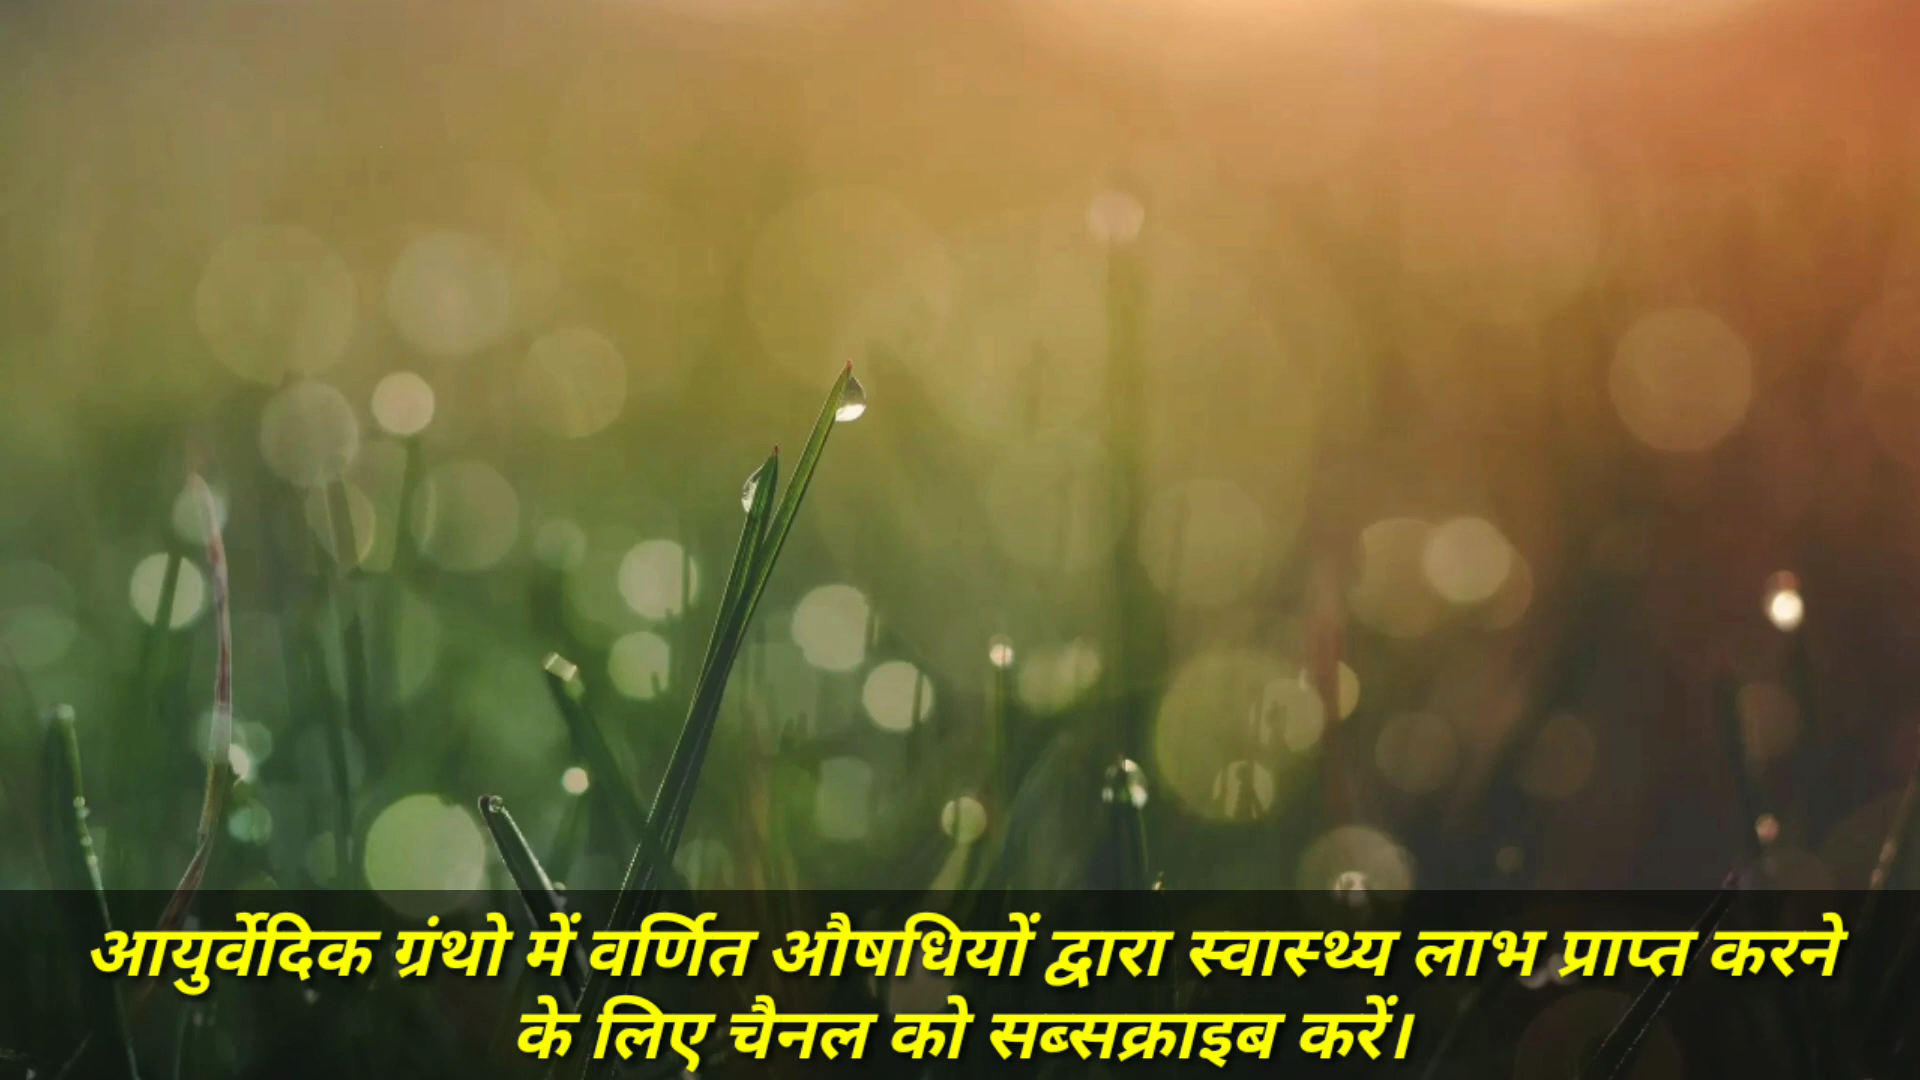 आयुर्वेदिक ग्रंथो में वर्णित औषधियों द्वारा स्वास्थ्य लाभ प्राप्त करने
के लिए चैनल को सब्सक्राइब करें।